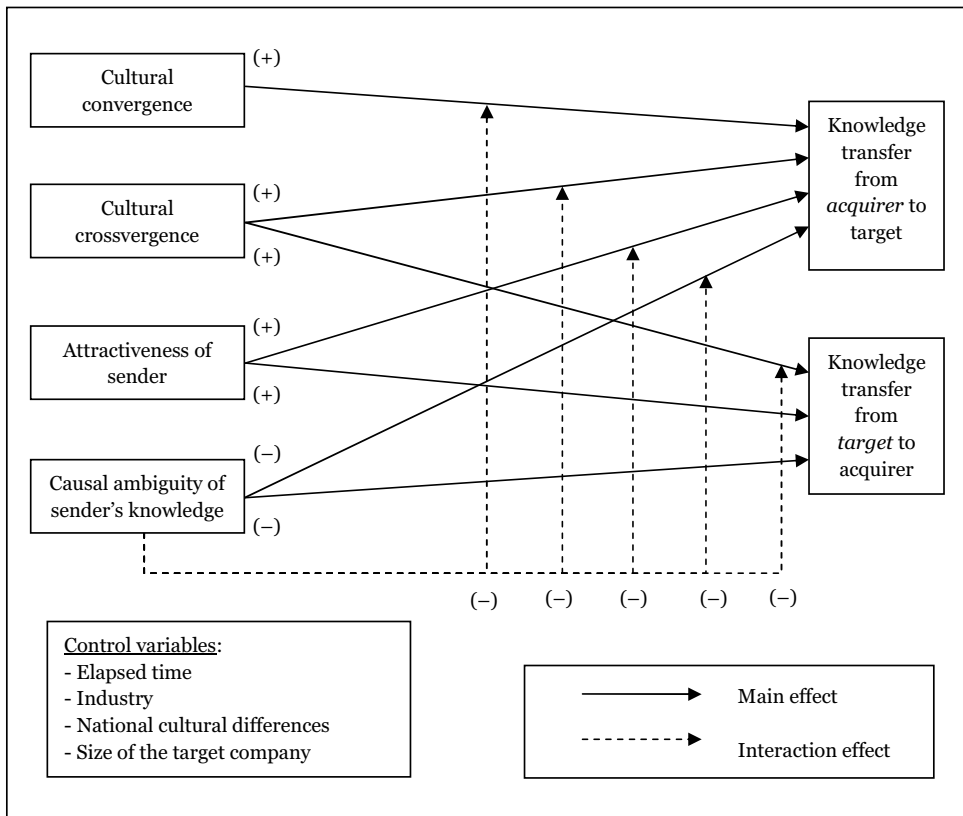 (+)
Cultural
convergence
(+)
Cultural
crossvergence
(+)
(+)
Attractiveness of
sender
(+)
(–)
Causal ambiguity of
sender’s knowledge
(–)
Knowledge
transfer
from
acquirer to
target
Knowledge
transfer
from
target to
acquirer
(–)
(–)
(–)
(–)
(–)
Control variables:
- Elapsed time
- Industry
- National cultural differences
- Size of the target company
Main effect
Interaction effect